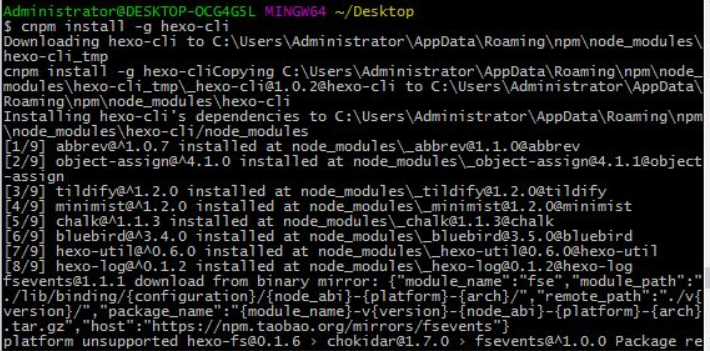 Administrator@DESKTOP-OCG4G5L MINGW64 ~/Desktop
$ cnpm install -g hexo-cli
Downloading hexo-cli to C:\Users\Administrator\AppData\Roaming\npm\node_modules\
hexo-cli_tmp
cnpm install -g hexo-cliCopying C:\Users\Administrator\AppData\Roaming\npm\node_
modules\hexo-cli_tmp\_hexo-cli@1.0.2@hexo-cli to C:\Users\Administrator\AppData\
Roaming\npm\node_modules\hexo-cli
Installing hexo-cli's dependencies to C:\Users\Administrator\AppData\Roaming\npm
\node_modules\hexo-cli/node_modules
[1/9] abbrev@^1.0.7 installed at node_modules\_abbrev@1.1.0@abbrev
[2/9] object-assign@^4.1.0 installed at node_modules\_object-assign@4.1.1@object
-assign
[3/9] tildify@^1.2.0 installed at node_modules\_tildify@1.2.0@tildify
[4/9] minimist@^1.2.0 installed at node_modules\_minimist@1.2.0@minimist
[5/9] chalk@^1.1.3 installed at node_modules\_chalk@1.1.3@chalk
[6/9] bluebird@^3.4.0 installed at node_modules\_bluebird@3.5.0@bluebird
[7/9] hexo-util@^0.6.0 installed at node_modules\_hexo-util@0.6.0@hexo-util
[8/9] hexo-log@^0.1.2 installed at node_modules\_hexo-log@0.1.2@hexo-log
fsevents@1.1.1 download from binary mirror: {"module_name":"fse","module_path":"
./lib/binding/{configuration}/{node_abi}-{platform}-{arch}/","remote_path":"./v{
version}/","package_name":"{module_name}-v{version}-{node_abi}-{platform}-{arch}
.tar.gz","host":"https://npm.taobao.org/mirrors/fsevents"}
platform unsupported hexo-fs@0.1.6 › chokidar@1.7.0 › fsevents@^1.0.0 Package re